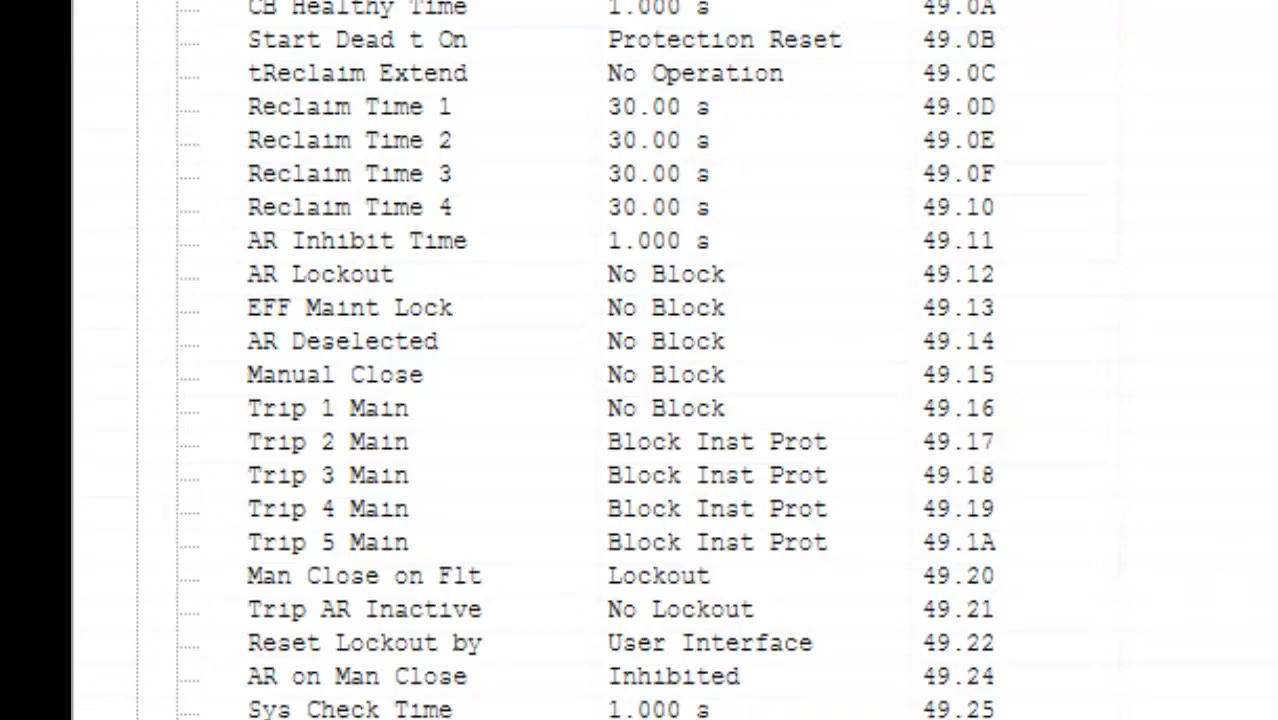 CB Healthy Time 1.000 s 49.0A
Start Dead t On Protection Reset 49.0B
tReclaim Extend No Operation 49.0C
Reclaim Time 1 30.00 s 49.0D
Reclaim Time 2 30.00 s 49.0E
Reclaim Time 3 30.00 s 49.0F
Reclaim Time 4 30.00 s 49.10
AR Inhibit Time 1.000 s 49.11
AR Lockout No Block 49.12
EFF Maint Lock No Block 49.13
AR Deselected No Block 49.14
Manual Close No Block 49.15
Trip 1 Main No Block 49.16
Trip 2 Main Block Inst Prot 49.17
Trip 3 Main Block Inst Prot 49.18
Trip 4 Main Block Inst Prot 49.19
Trip 5 Main Block Inst Prot 49.1A
Man Close on Flt Lockout 49.20
Trip AR Inactive No Lockout 49.21
Reset Lockout by User Interface 49.22
AR on Man Close Inhibited 49.24
Sys Check Time 1.000 s 49.25